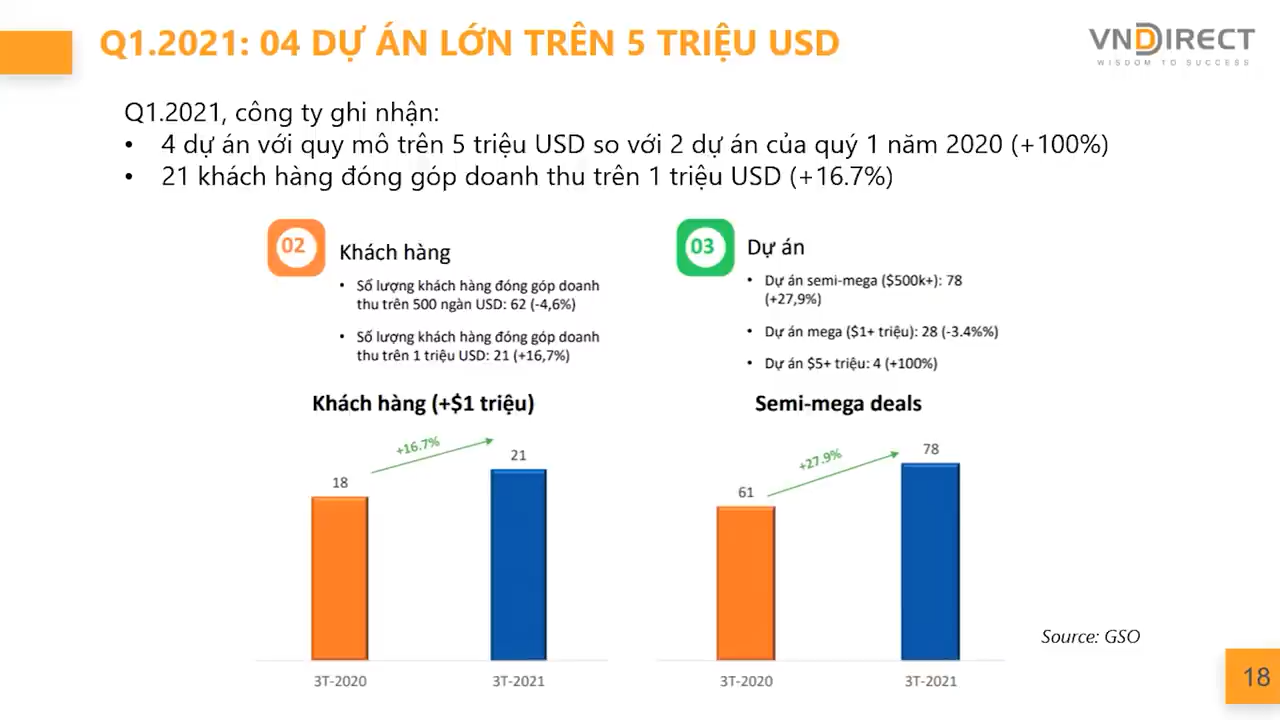 Q1.2021: 04 DỰ ÁN LỚN TRÊN 5 TRIỆU USD
VNDIRECT
WISDOM TO SUCCESS
Q1.2021, công ty ghi nhận:
• 4 dự án với quy mô trên 5 triệu USD so với 2 dự án của quý 1 năm 2020 (+100%)
• 21 khách hàng đóng góp doanh thu trên 1 triệu USD (+16.7%)
02
Khách hàng
• Số lượng khách hàng đóng góp doanh
thu trên 500 ngàn USD: 62 (-4,6%)
• Số lượng khách hàng đóng góp doanh
thu trên 1 triệu USD: 21 (+16,7%)
03
Dự án
• Dự án semi-mega ($500k+): 78
(+27,9%)
• Dự án mega ($1+ triệu): 28 (-3.4%%)
• Dự án $5+ triệu: 4 (+100%)
Khách hàng (+$1 triệu)
+16.7%
18
21
3T-2020
3T-2021
Semi-mega deals
+27.9%
61
78
3T-2020
3T-2021
Source: GSO
18